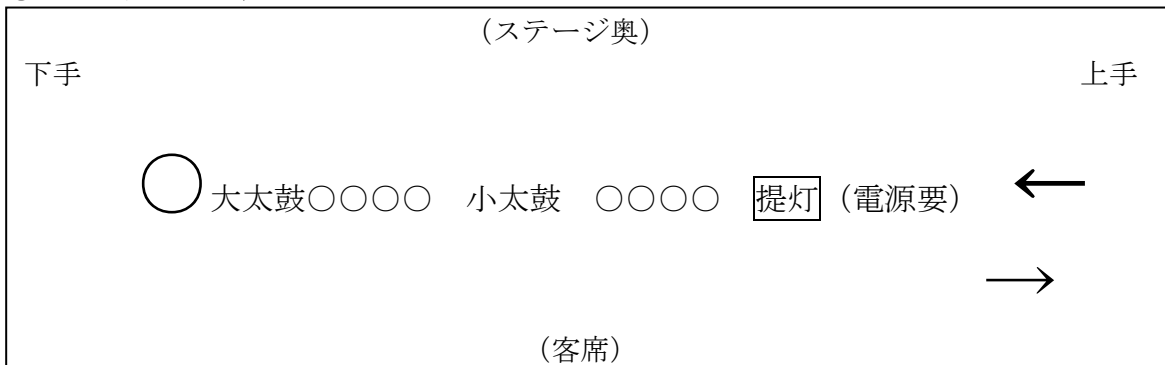 （ステージ奥）
下手 上手
◯大太鼓○○○○ 小太鼓 ○○○○ 提灯（電源要） ←
→
（客席）